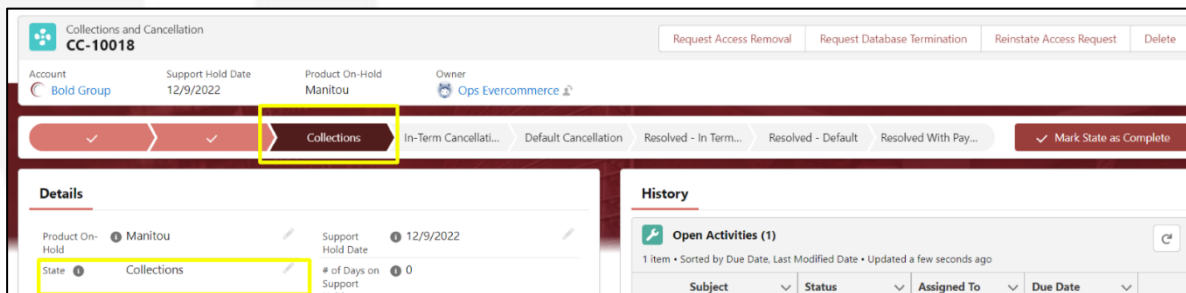 Collections and Cancellation
CC-10018
Request Access Removal Request Database Termination Reinstate Access Request Delete
Account Support Hold Date Product On-Hold Owner
Bold Group 12/9/2022 Manitou Ops Evercommerce
Collections In-Term Cancellati... Default Cancellation Resolved - In Term... Resolved - Default Resolved With Pay... Mark State as Complete
Details
Product On-Hold Manitou Support Hold Date 12/9/2022
State Collections # of Days on Support 0
History
Open Activities (1)
1 item • Sorted by Due Date, Last Modified Date • Updated a few seconds ago
Subject Status Assigned To Due Date